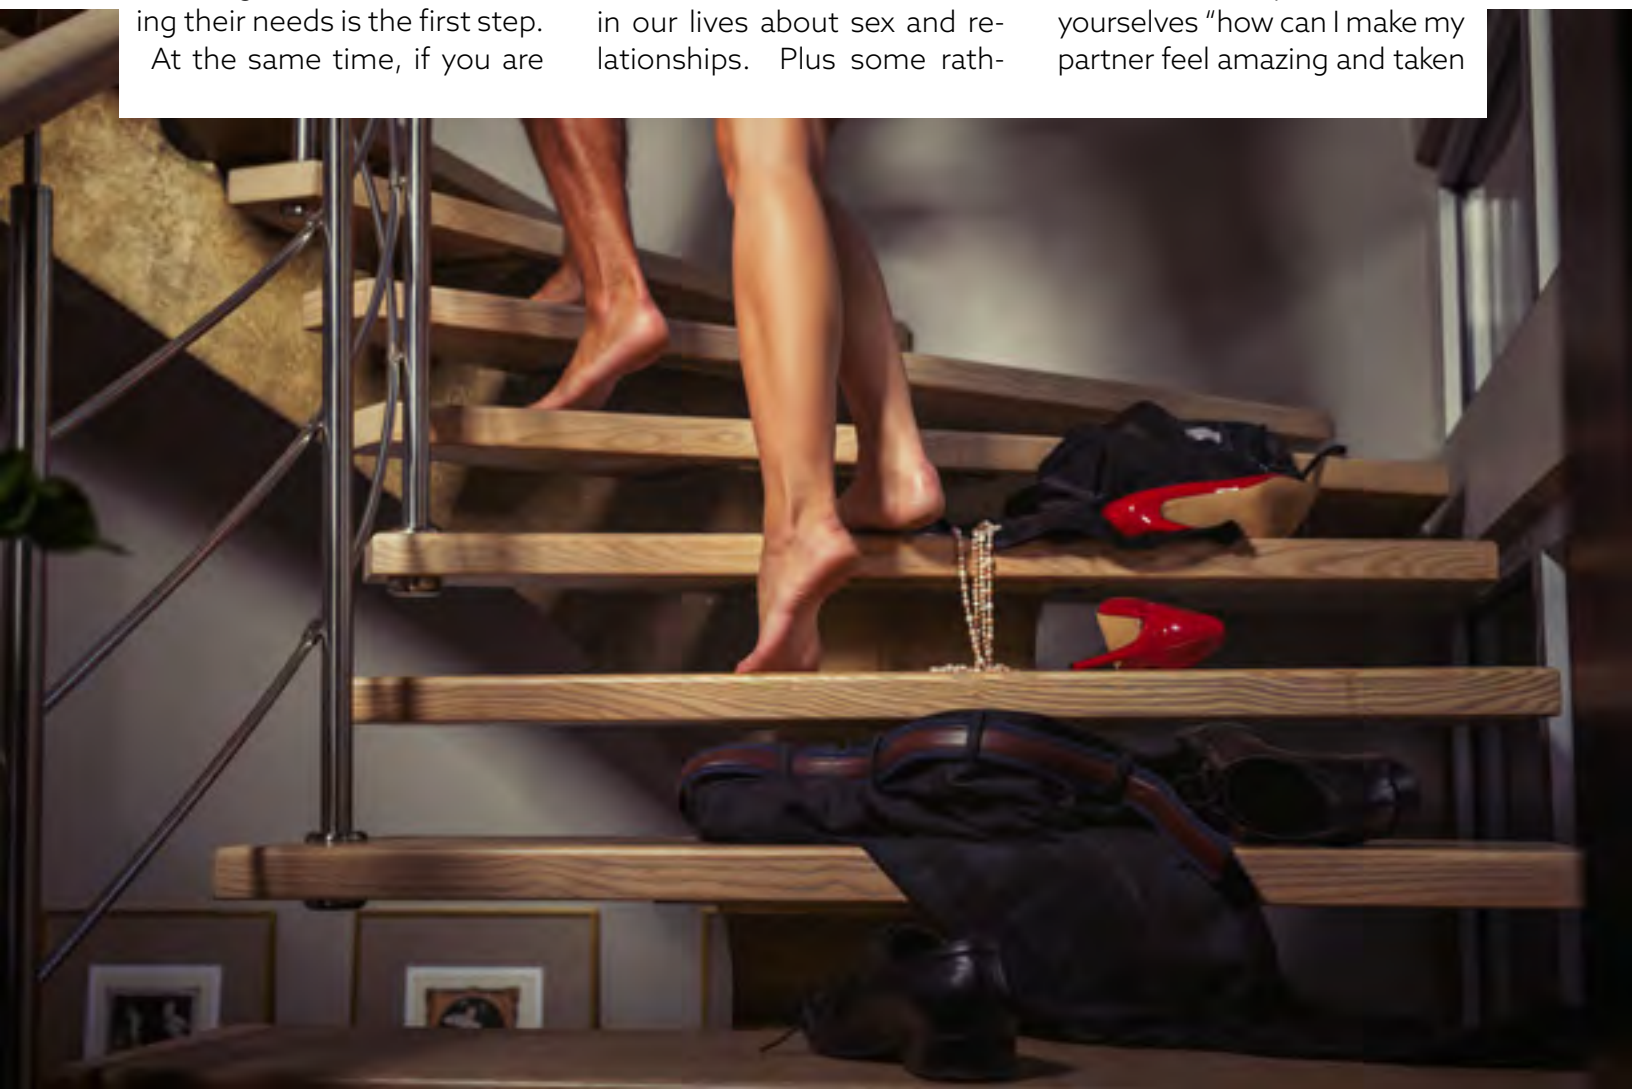 ing their needs is the first step.
At the same time, if you are
in our lives about sex and re-
lationships. Plus some rath-
yourselves “how can I make my
partner feel amazing and taken